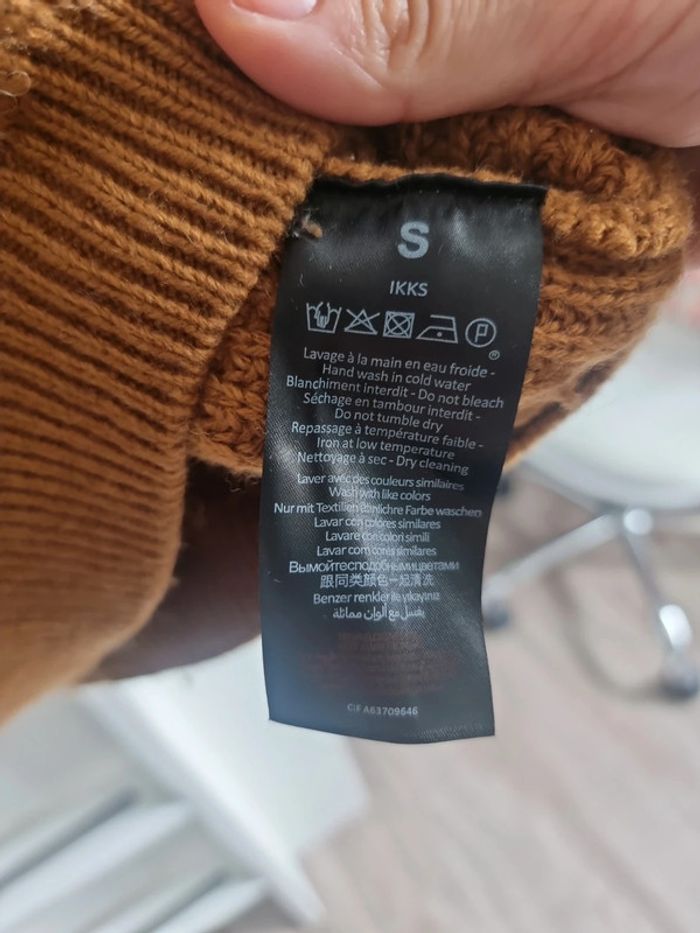 S
IKKS
P
®
Lavage à la main en eau froide -
Hand wash in cold water
Blanchiment interdit - Do not bleach
Séchage en tambour interdit -
Do not tumble dry
Repassage à température faible -
Iron at low temperature
Nettoyage à sec - Dry cleaning
Laver avec des couleurs similaires
Wash with like colors
Nur mit Textilien ähnlichre Farbe waschen
Lavar con colores similares
Lavare con colori simili
Lavar com cores similares
Вымойтесподобнымицветами
跟同类颜色一起清洗
Benzer renkler ile yıkayınız
يغسل مع ألوان مماثلة
CIF A63709646